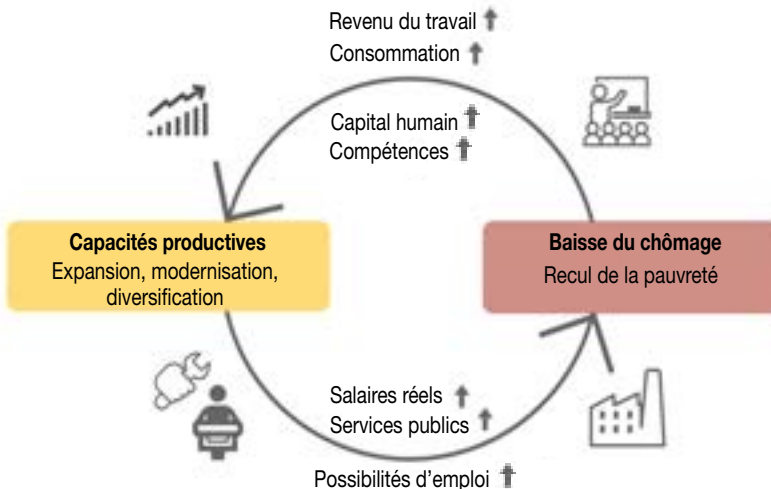 Revenu du travail
Consommation
Capital humain
Compétences
Capacités productives
Expansion, modernisation,
diversification
Baisse du chômage
Recul de la pauvreté
Salaires réels
Services publics
Possibilités d'emploi